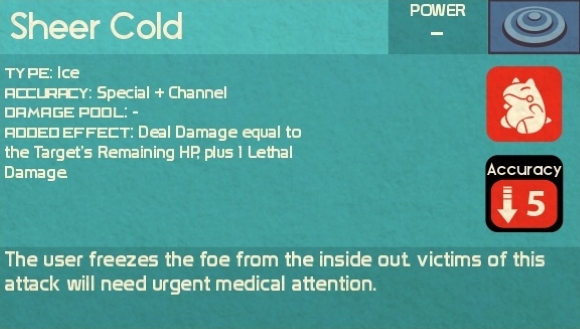 Sheer Cold
POWER
–
TYPE: Ice
ACCURACY: Special + Channel
DAMAGE POOL: -
ADDED EFFECT: Deal Damage equal to
the Target's Remaining HP, plus 1 Lethal
Damage.
Accuracy
5
The user freezes the foe from the inside out. victims of this
attack will need urgent medical attention.